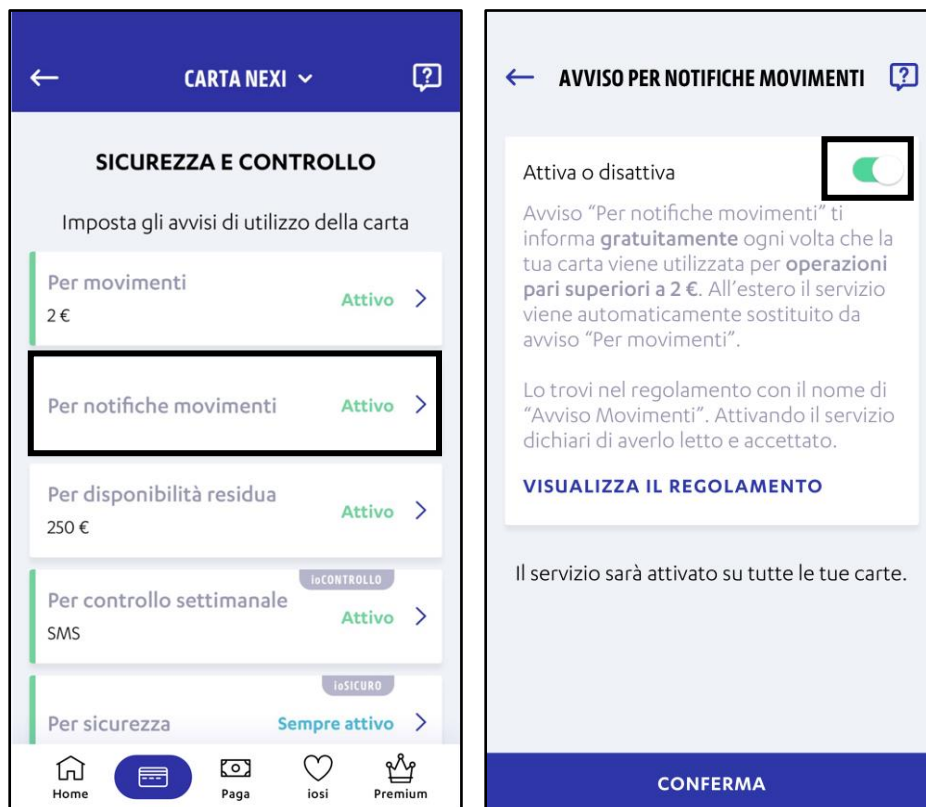 CARTA NEXI
SICUREZZA E CONTROLLO
Imposta gli avvisi di utilizzo della carta
Per movimenti
2 €
Attivo
Per notifiche movimenti
Attivo
Per disponibilità residua
250 €
Attivo
ioCONTROLLO
Per controllo settimanale
SMS
Attivo
ioSICURO
Per sicurezza
Sempre attivo
Home
Paga
iosi
Premium
AVVISO PER NOTIFICHE MOVIMENTI
Attiva o disattiva
Avviso “Per notifiche movimenti” ti
informa gratuitamente ogni volta che la
tua carta viene utilizzata per operazioni
pari superiori a 2 €. All’estero il servizio
viene automaticamente sostituito da
avviso “Per movimenti”.
Lo trovi nel regolamento con il nome di
“Avviso Movimenti”. Attivando il servizio
dichiari di averlo letto e accettato.
VISUALIZZA IL REGOLAMENTO
Il servizio sarà attivato su tutte le tue carte.
CONFERMA